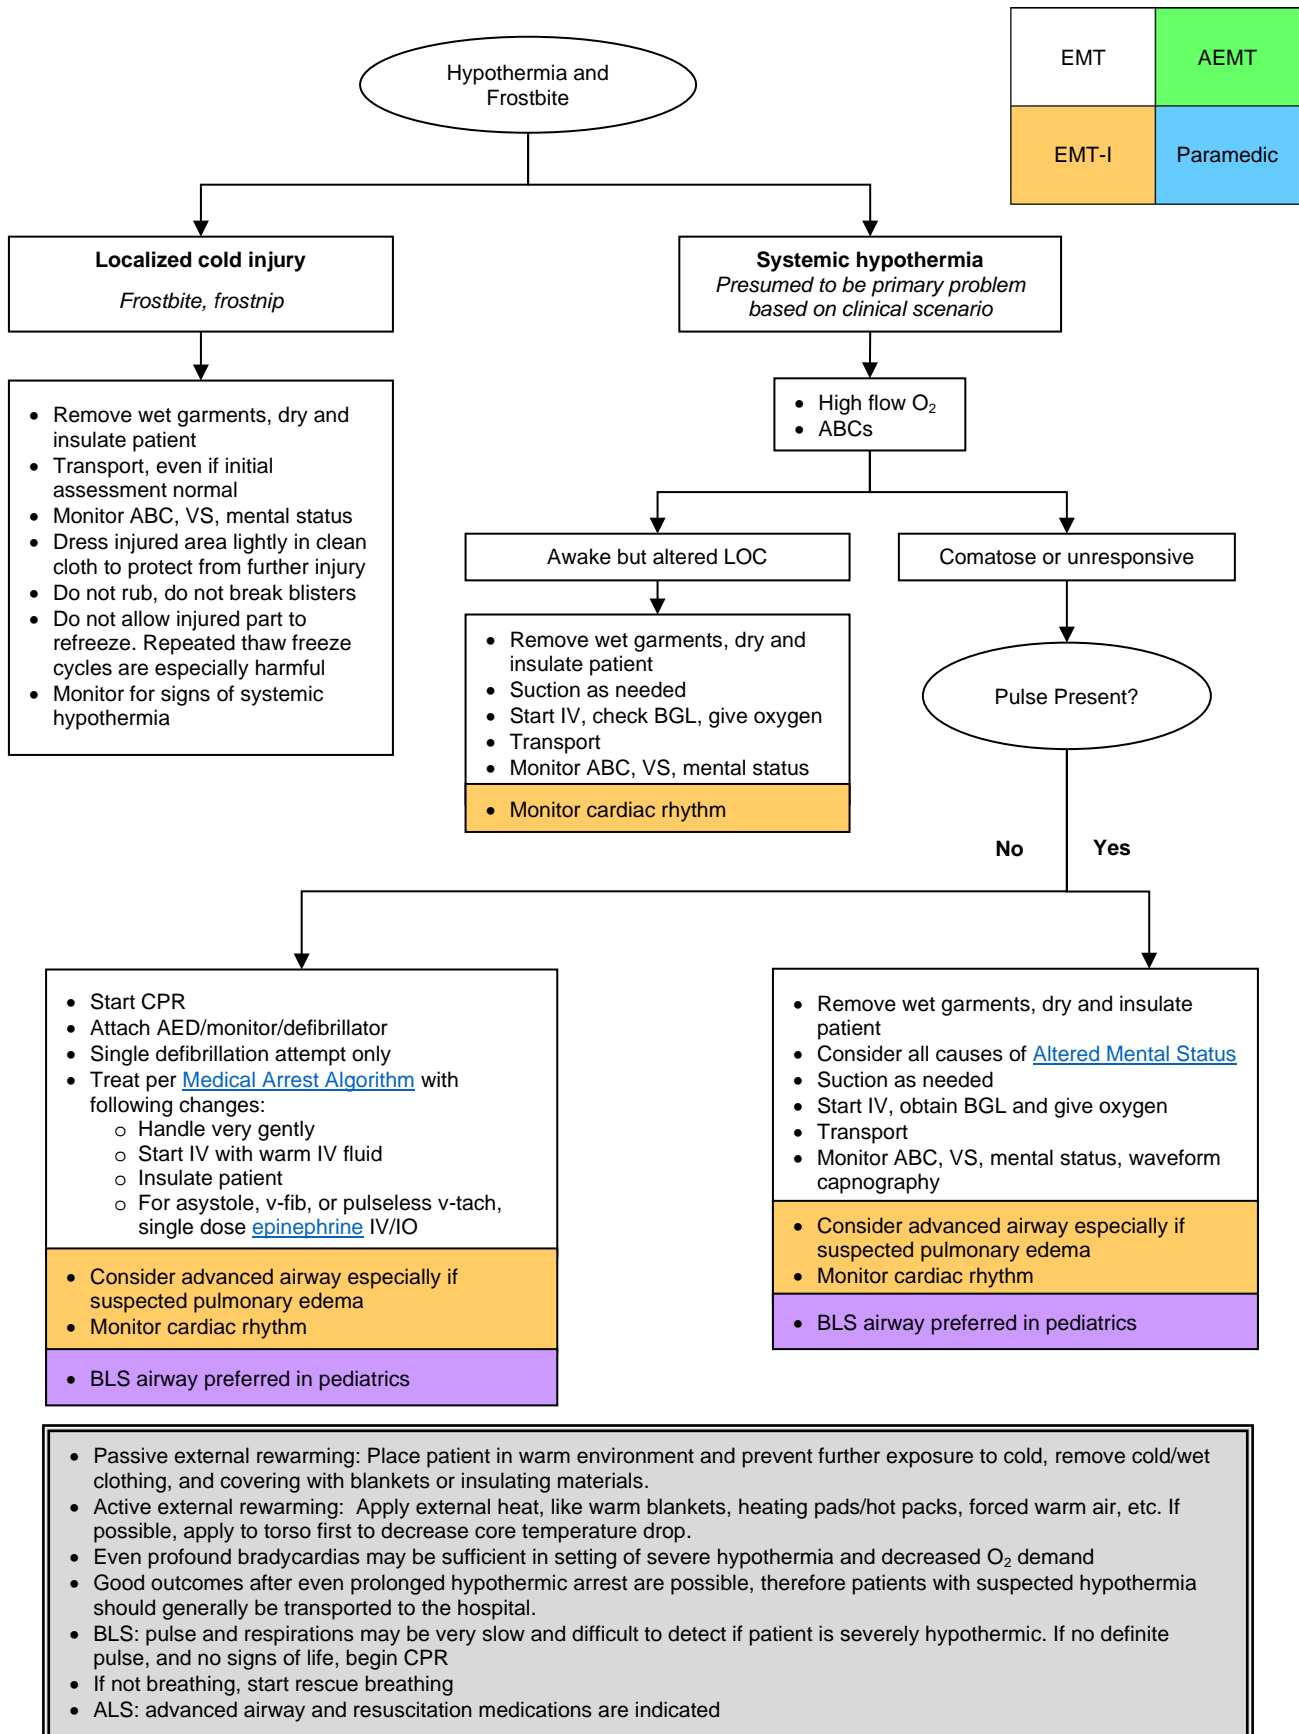 Hypothermia and
Frostbite
EMT
AEMT
EMT-I
Paramedic
Localized cold injury
Frostbite, frostnip
Systemic hypothermia
Presumed to be primary problem
based on clinical scenario
• Remove wet garments, dry and
insulate patient
• Transport, even if initial
assessment normal
• Monitor ABC, VS, mental status
• Dress injured area lightly in clean
cloth to protect from further injury
• Do not rub, do not break blisters
• Do not allow injured part to
refreeze. Repeated thaw freeze
cycles are especially harmful
• Monitor for signs of systemic
hypothermia
• High flow O₂
• ABCs
Awake but altered LOC
Comatose or unresponsive
• Remove wet garments, dry and
insulate patient
• Suction as needed
• Start IV, check BGL, give oxygen
• Transport
• Monitor ABC, VS, mental status
• Monitor cardiac rhythm
Pulse Present?
No
Yes
• Start CPR
• Attach AED/monitor/defibrillator
• Single defibrillation attempt only
• Treat per Medical Arrest Algorithm with
following changes:
o Handle very gently
o Start IV with warm IV fluid
o Insulate patient
o For asystole, v-fib, or pulseless v-tach,
single dose epinephrine IV/IO
• Consider advanced airway especially if
suspected pulmonary edema
• Monitor cardiac rhythm
• BLS airway preferred in pediatrics
• Remove wet garments, dry and insulate
patient
• Consider all causes of Altered Mental Status
• Suction as needed
• Start IV, obtain BGL and give oxygen
• Transport
• Monitor ABC, VS, mental status, waveform
capnography
• Consider advanced airway especially if
suspected pulmonary edema
• Monitor cardiac rhythm
• BLS airway preferred in pediatrics
• Passive external rewarming: Place patient in warm environment and prevent further exposure to cold, remove cold/wet
clothing, and covering with blankets or insulating materials.
• Active external rewarming: Apply external heat, like warm blankets, heating pads/hot packs, forced warm air, etc. If
possible, apply to torso first to decrease core temperature drop.
• Even profound bradycardias may be sufficient in setting of severe hypothermia and decreased O₂ demand
• Good outcomes after even prolonged hypothermic arrest are possible, therefore patients with suspected hypothermia
should generally be transported to the hospital.
• BLS: pulse and respirations may be very slow and difficult to detect if patient is severely hypothermic. If no definite
pulse, and no signs of life, begin CPR
• If not breathing, start rescue breathing
• ALS: advanced airway and resuscitation medications are indicated